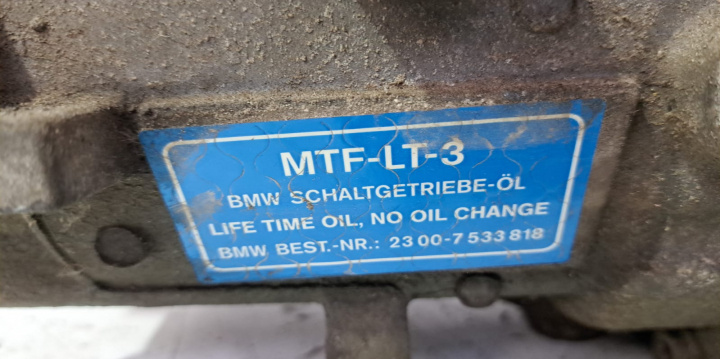 MTF-LT-3
BMW SCHALTGETRIEBE-ÖL
LIFE TIME OIL, NO OIL CHANGE
BMW BEST.-NR.: 23 00-7 533 818